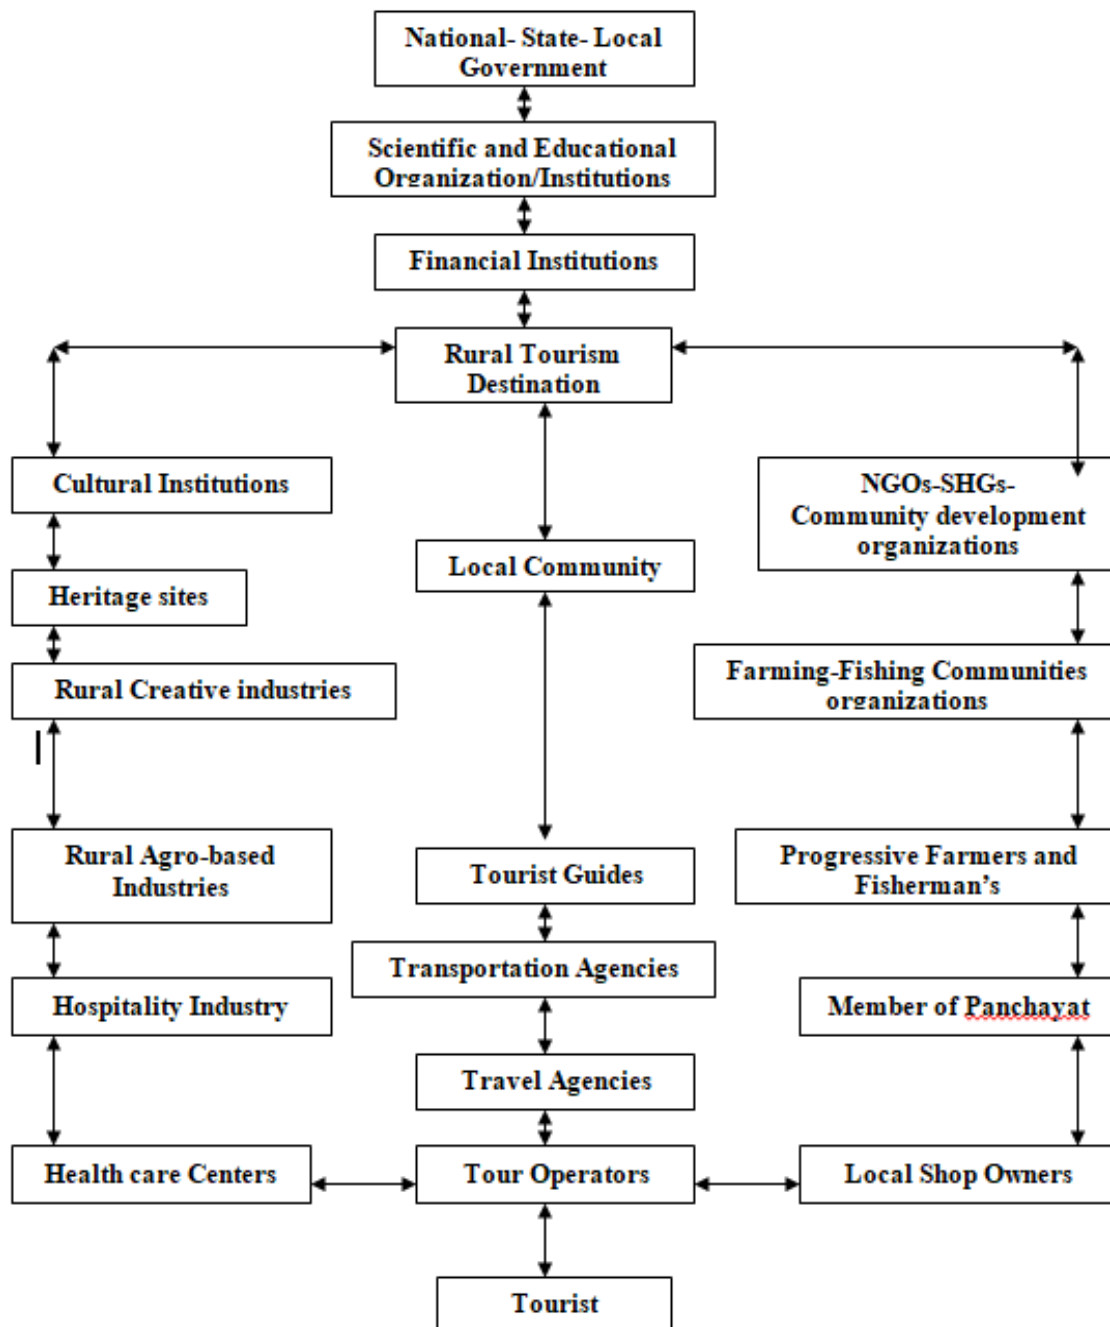 National- State- Local
Government
Scientific and Educational
Organization/Institutions
Financial Institutions
Rural Tourism
Destination
Cultural Institutions
NGOs-SHGs-
Community development
organizations
Local Community
Heritage sites
Rural Creative industries
Farming-Fishing Communities
organizations
Rural Agro-based
Industries
Tourist Guides
Progressive Farmers and
Fisherman’s
Transportation Agencies
Hospitality Industry
Member of Panchayat
Travel Agencies
Health care Centers
Tour Operators
Local Shop Owners
Tourist